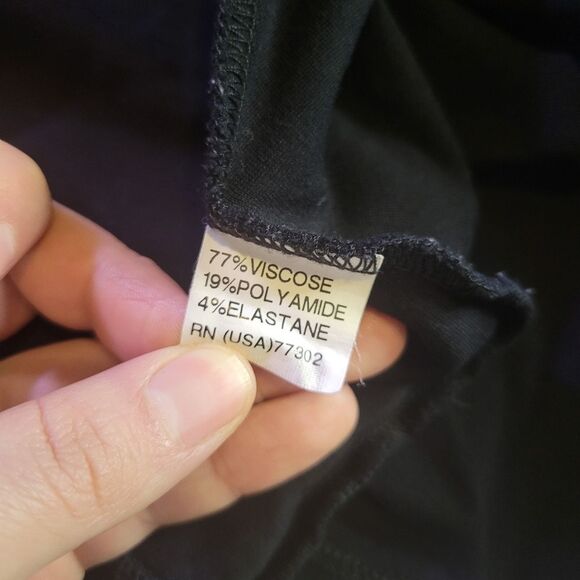 77%VISCOSE
19%POLYAMIDE
4%ELASTANE
RN (USA)77302